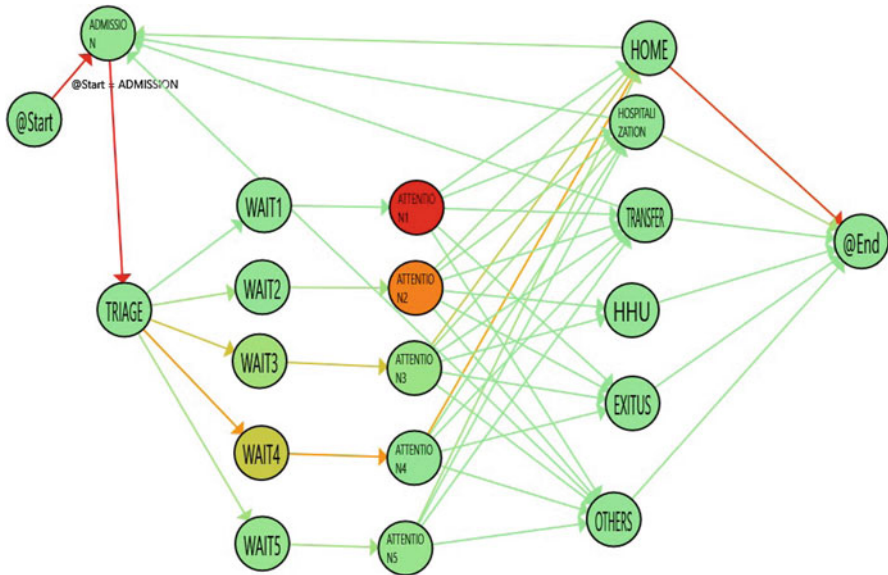 ADMISSIO
N
@Start = ADMISSION
@Start
HOME
HOSPITALI
ZATION
WAIT1
ATTENTIO
N1
TRANSFER
@End
WAIT2
ATTENTIO
N2
TRIAGE
HHU
WAIT3
ATTENTIO
N3
EXITUS
WAIT4
ATTENTIO
N4
OTHERS
WAIT5
ATTENTIO
N5